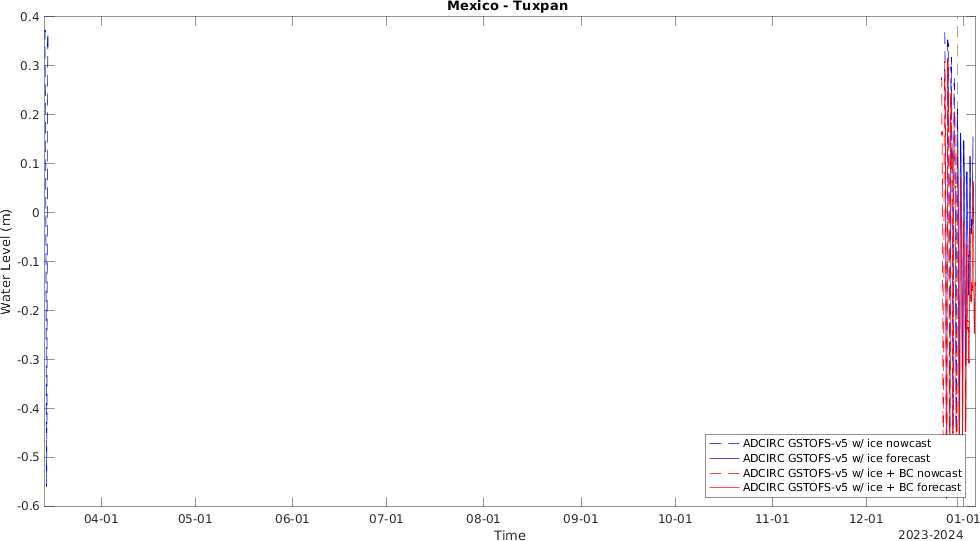 Mexico - Tuxpan
0.4
0.3
0.2
0.1
0
-0.1
-0.2
-0.3
-0.4
-0.5
-0.6
Water Level (m)
ADCIRC GSTOFS-v5 w/ ice nowcast
ADCIRC GSTOFS-v5 w/ ice forecast
ADCIRC GSTOFS-v5 w/ ice + BC nowcast
ADCIRC GSTOFS-v5 w/ ice + BC forecast
04-01 05-01 06-01 07-01 08-01 09-01 10-01 11-01 12-01 01-01
Time
2023-2024